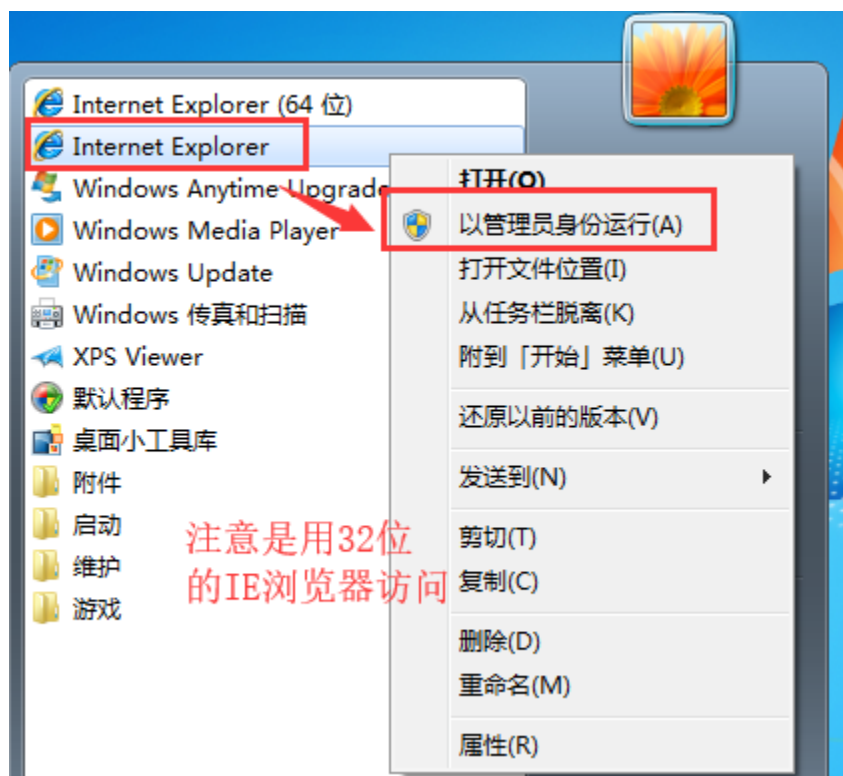 Internet Explorer (64 位)
Internet Explorer
Windows Anytime Upgrade
Windows Media Player
Windows Update
Windows 传真和扫描
XPS Viewer
默认程序
桌面小工具库
附件
启动
维护
游戏
注意是用32位
的IE浏览器访问
打开(O)
以管理员身份运行(A)
打开文件位置(I)
从任务栏脱离(K)
附到「开始」菜单(U)
还原以前的版本(V)
发送到(N)
剪切(T)
复制(C)
删除(D)
重命名(M)
属性(R)